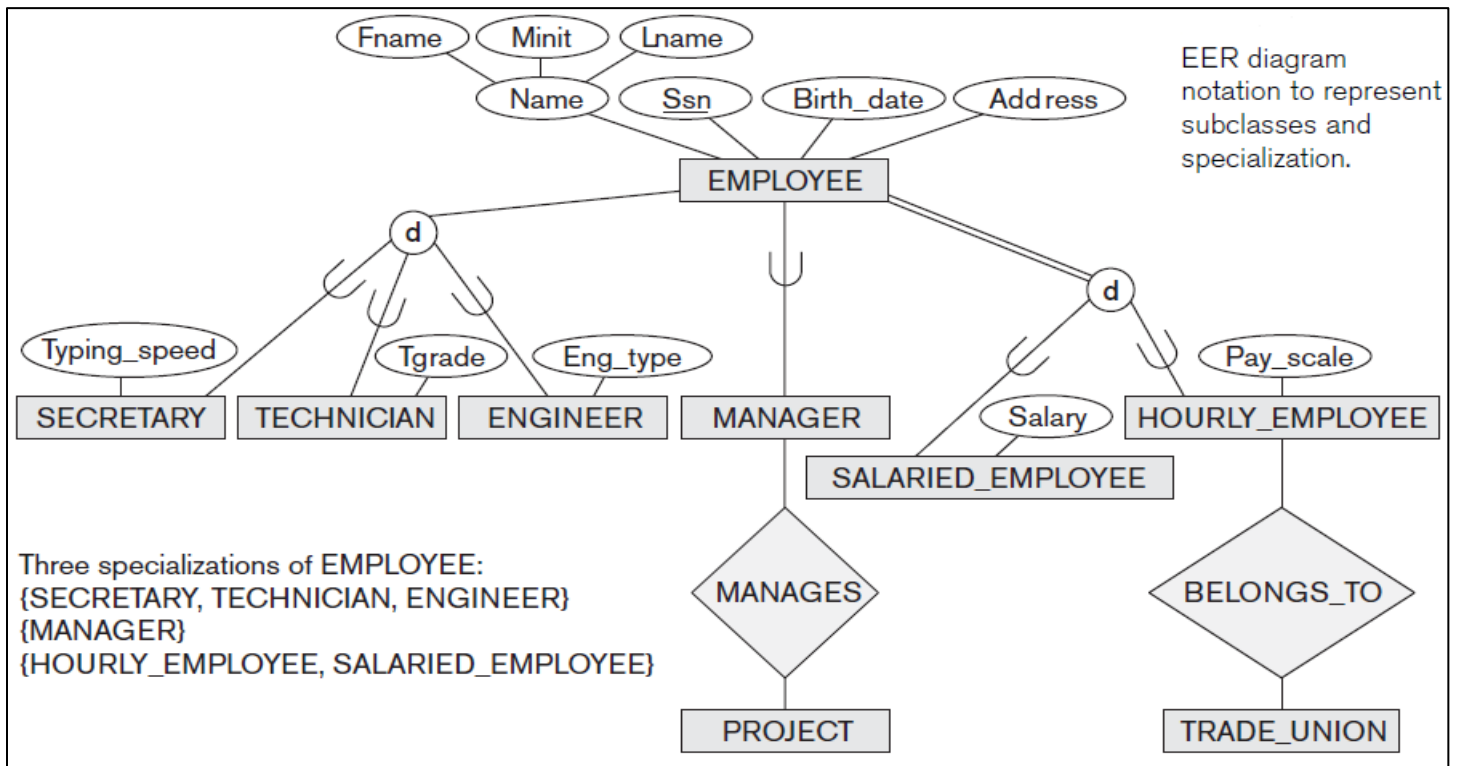 Fname Minit Lname
Name Ssn Birth_date Address
EER diagram
notation to represent
subclasses and
specialization.
EMPLOYEE
d
d
Typing_speed Tgrade Eng_type Pay_scale
Salary
SECRETARY TECHNICIAN ENGINEER MANAGER HOURLY_EMPLOYEE
SALARIED_EMPLOYEE
Three specializations of EMPLOYEE:
{SECRETARY, TECHNICIAN, ENGINEER}
{MANAGER}
{HOURLY_EMPLOYEE, SALARIED_EMPLOYEE}
MANAGES BELONGS_TO
PROJECT TRADE_UNION